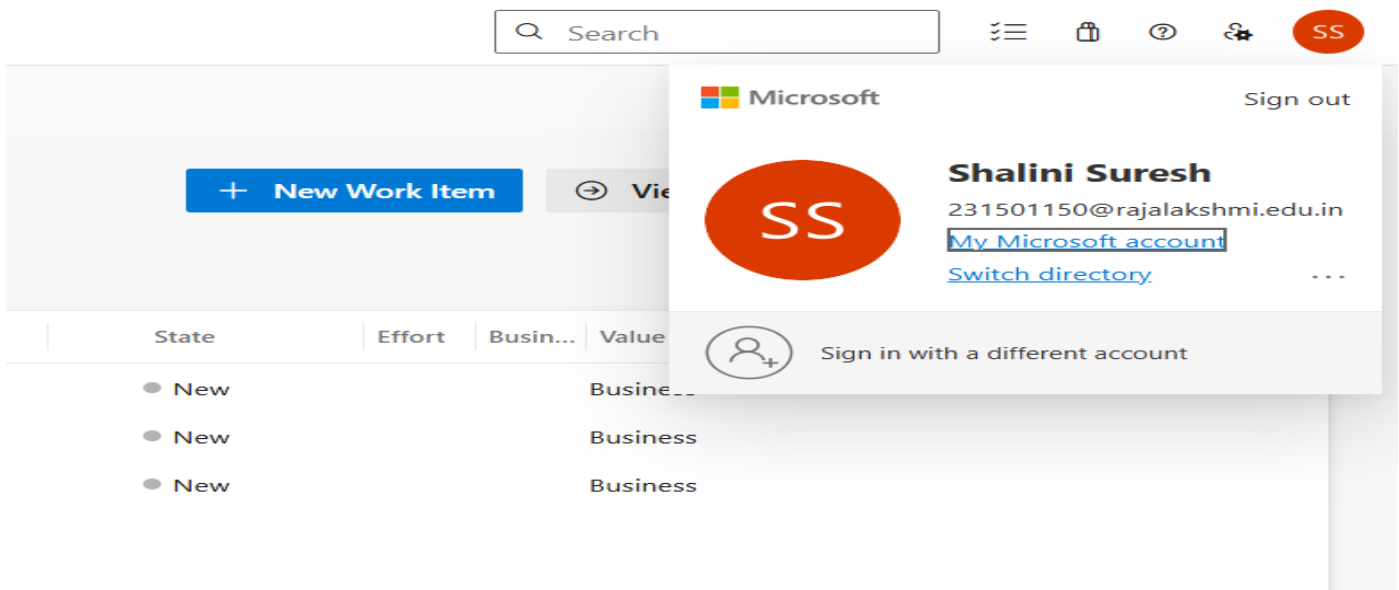 Search
SS
Microsoft
Sign out
+ New Work Item
SS
Shalini Suresh
231501150@rajalakshmi.edu.in
My Microsoft account
Switch directory
...
State Effort Busin... Value
Sign in with a different account
New
New Business
New Business